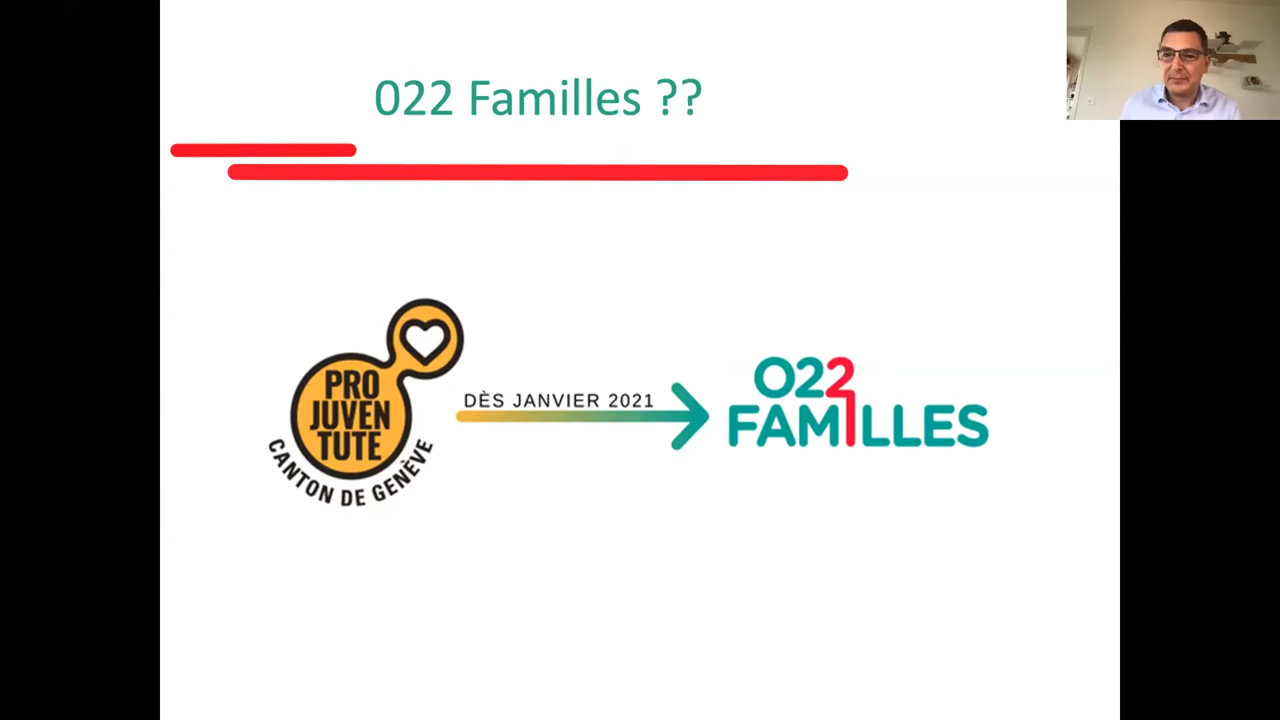 022 Familles ??
PRO
JUVEN
TUTE
CANTON DE GENÈVE
DÈS JANVIER 2021
022
FAMILLES